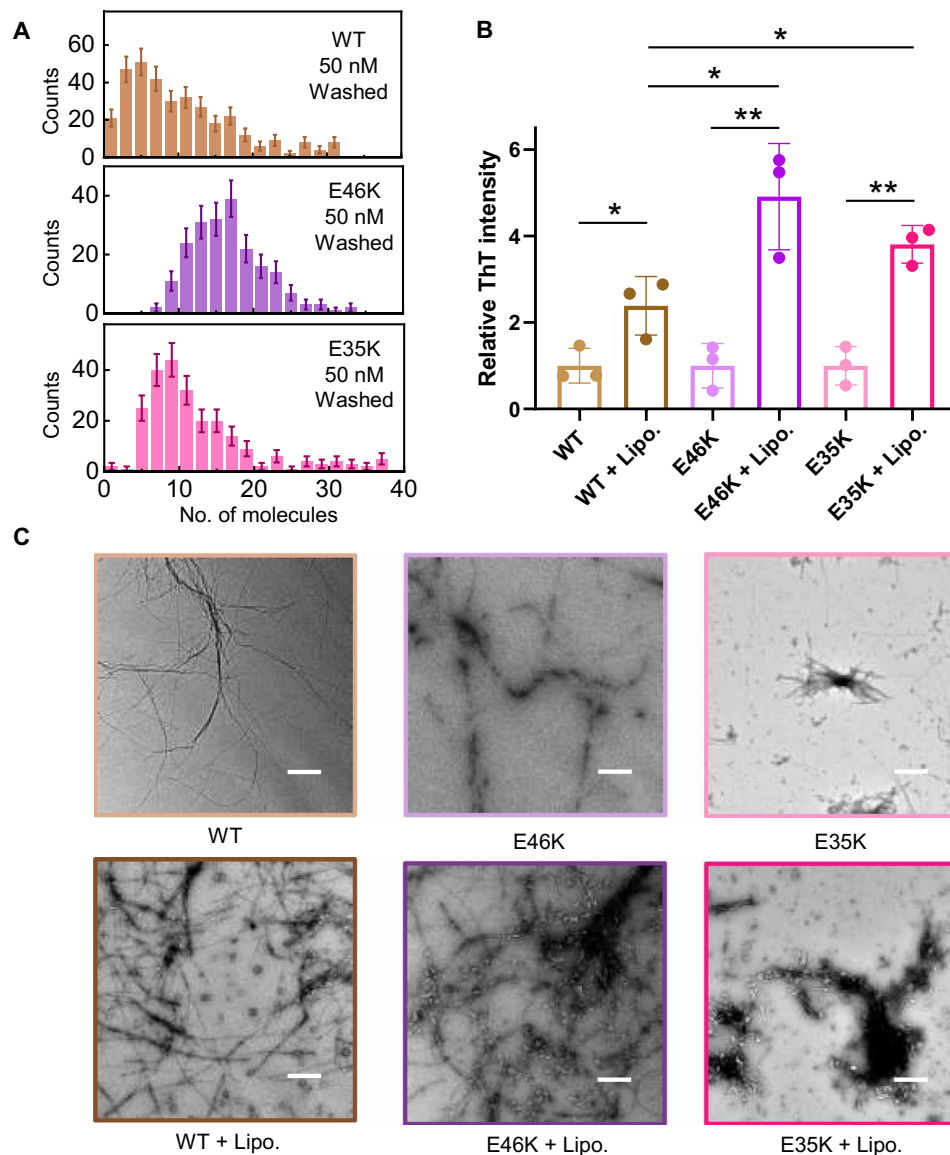 A
WT
50 nM
Washed
Counts
60
40
20
0
E46K
50 nM
Washed
Counts
40
20
0
E35K
50 nM
Washed
Counts
40
20
0
0 10 20 30 40
No. of molecules
B
*
*
**
*
**
Relative ThT intensity
6
4
2
0
WT
WT + Lipo.
E46K
E46K + Lipo.
E35K
E35K + Lipo.
C
WT
E46K
E35K
WT + Lipo.
E46K + Lipo.
E35K + Lipo.